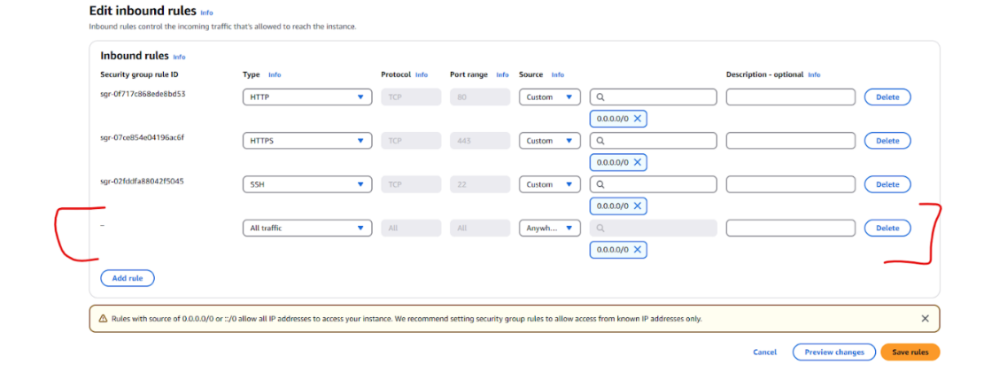 Edit inbound rules Info
Inbound rules control the incoming traffic that's allowed to reach the instance.
Inbound rules Info
Security group rule ID Type Info Protocol Info Port range Info Source Info Description - optional Info
sgr-0f717c868ede8bd53 HTTP TCP 80 Custom Delete
0.0.0.0/0
sgr-07ce854e04196ac6f HTTPS TCP 443 Custom Delete
0.0.0.0/0
sgr-02fddfa88042f5045 SSH TCP 22 Custom Delete
0.0.0.0/0
– All traffic All All Anywh... Delete
0.0.0.0/0
Add rule
Rules with source of 0.0.0.0/0 or ::/0 allow all IP addresses to access your instance. We recommend setting security group rules to allow access from known IP addresses only.
Cancel Preview changes Save rules